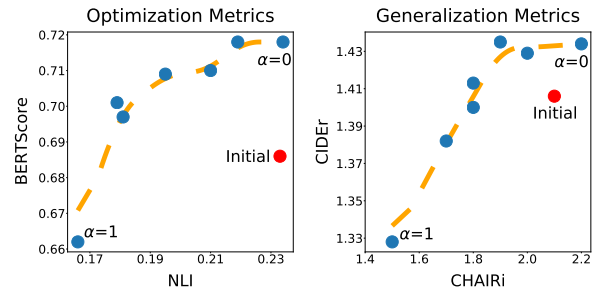 Optimization Metrics
0.72
0.71
0.70
0.69
0.68
0.67
0.66
BERTScore
α=0
Initial
α=1
0.17
0.19
0.21
0.23
NLI
Generalization Metrics
1.43
1.41
1.39
1.37
1.35
1.33
CIDEr
α=0
Initial
α=1
1.4
1.6
1.8
2.0
2.2
CHAIRi